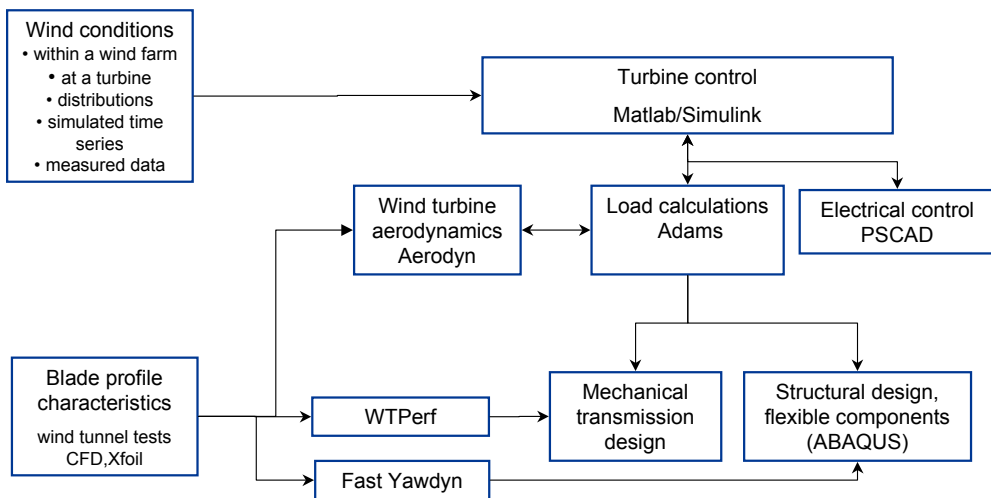 Wind conditions
• within a wind farm
• at a turbine
• distributions
• simulated time
series
• measured data
Turbine control
Matlab/Simulink
Wind turbine
aerodynamics
Aerodyn
Load calculations
Adams
Electrical control
PSCAD
Blade profile
characteristics
wind tunnel tests
CFD,Xfoil
WTPerf
Mechanical
transmission
design
Structural design,
flexible components
(ABAQUS)
Fast Yawdyn